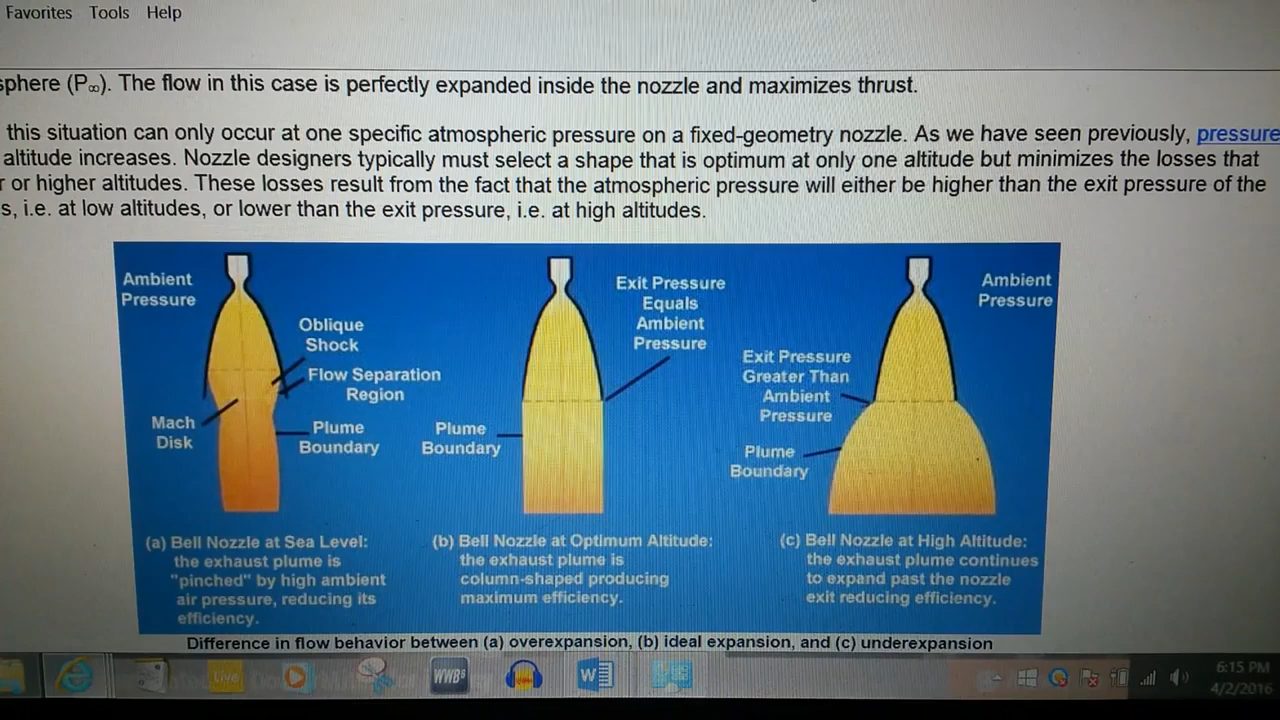 Favorites Tools Help
sphere (P∞). The flow in this case is perfectly expanded inside the nozzle and maximizes thrust.
this situation can only occur at one specific atmospheric pressure on a fixed-geometry nozzle. As we have seen previously, pressure
altitude increases. Nozzle designers typically must select a shape that is optimum at only one altitude but minimizes the losses that
r or higher altitudes. These losses result from the fact that the atmospheric pressure will either be higher than the exit pressure of the
s, i.e. at low altitudes, or lower than the exit pressure, i.e. at high altitudes.
Ambient
Pressure
Oblique
Shock
Flow Separation
Region
Mach
Disk
Plume
Boundary
Exit Pressure
Equals
Ambient
Pressure
Plume
Boundary
Ambient
Pressure
Exit Pressure
Greater Than
Ambient
Pressure
Plume
Boundary
(a) Bell Nozzle at Sea Level:
the exhaust plume is
"pinched" by high ambient
air pressure, reducing its
efficiency.
(b) Bell Nozzle at Optimum Altitude:
the exhaust plume is
column-shaped producing
maximum efficiency.
(c) Bell Nozzle at High Altitude:
the exhaust plume continues
to expand past the nozzle
exit reducing efficiency.
Difference in flow behavior between (a) overexpansion, (b) ideal expansion, and (c) underexpansion
Live
WWB6
W
6:15 PM
4/2/2016